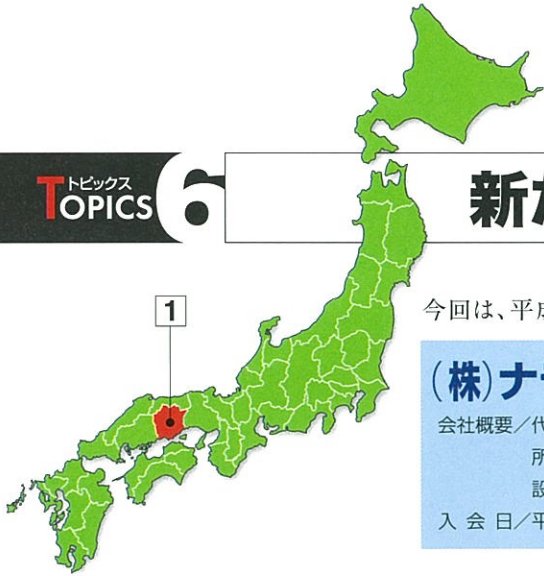 トピックス
TOPICS 6
新
1
今回は、平成
(株)ナ
会社概要/代
所
設
入 会 日/平